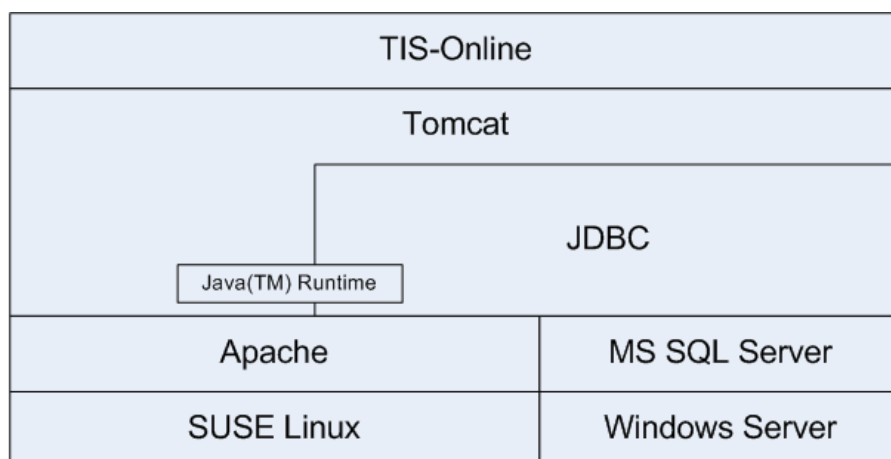 TIS-Online
Tomcat
JDBC
Java(TM) Runtime
Apache
MS SQL Server
SUSE Linux
Windows Server